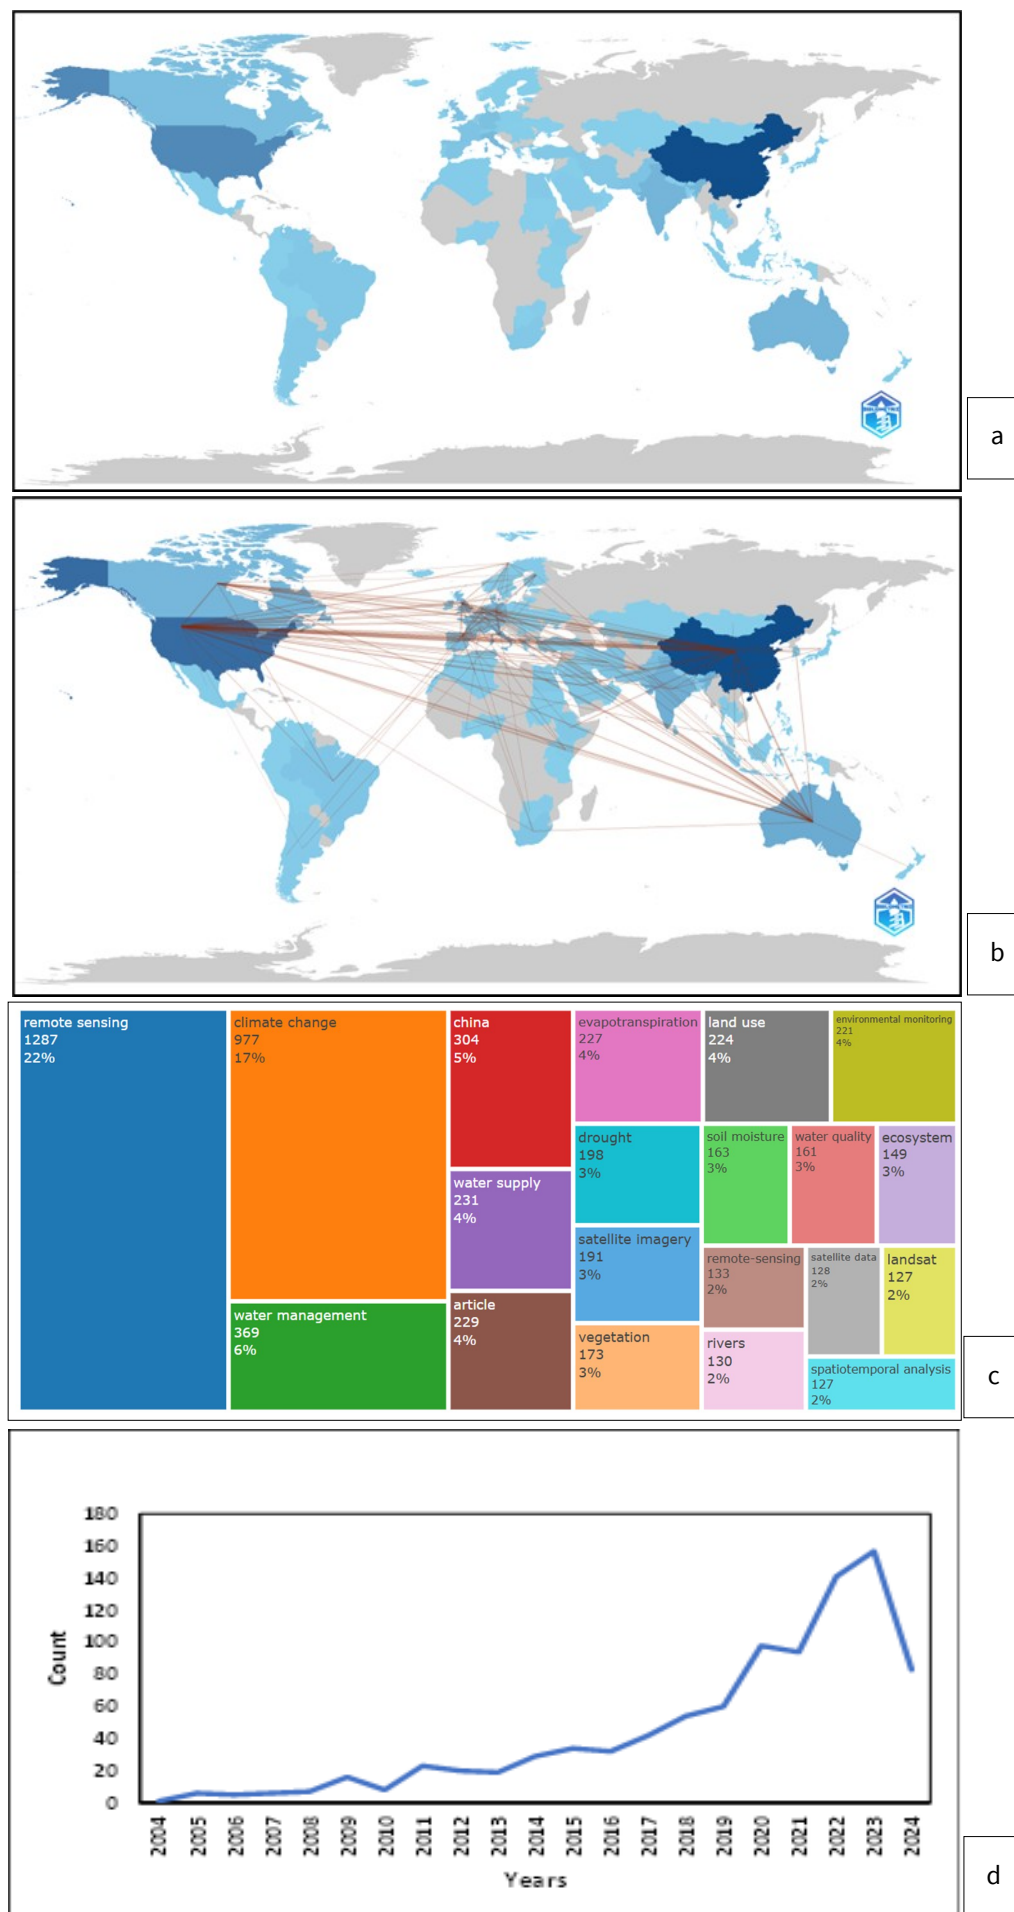 a
b
remote sensing
1287
22%
climate change
977
17%
water management
369
6%
china
304
5%
water supply
231
4%
article
229
4%
evapotranspiration
227
4%
land use
224
4%
environmental monitoring
221
4%
drought
198
3%
satellite imagery
191
3%
vegetation
173
3%
soil moisture
163
3%
water quality
161
3%
ecosystem
149
3%
remote-sensing
133
2%
rivers
130
2%
satellite data
128
2%
landsat
127
2%
spatiotemporal analysis
127
2%
c
180
160
140
120
100
80
60
40
20
0
Count
2004
2005
2006
2007
2008
2009
2010
2011
2012
2013
2014
2015
2016
2017
2018
2019
2020
2021
2022
2023
2024
Years
d